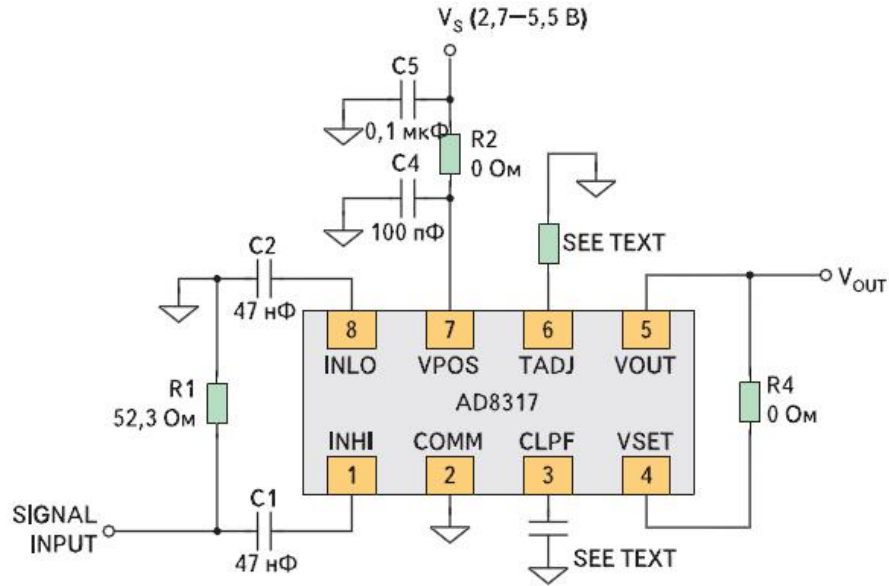 V_S (2,7—5,5 В)
C5
0,1 мкФ
R2
0 Ом
C4
100 пФ
SEE TEXT
C2
47 нФ
V_OUT
8
7
6
5
INLO
VPOS
TADJ
VOUT
R1
52,3 Ом
AD8317
R4
0 Ом
INHI
COMM
CLPF
VSET
1
2
3
4
C1
SIGNAL
INPUT
47 нФ
SEE TEXT